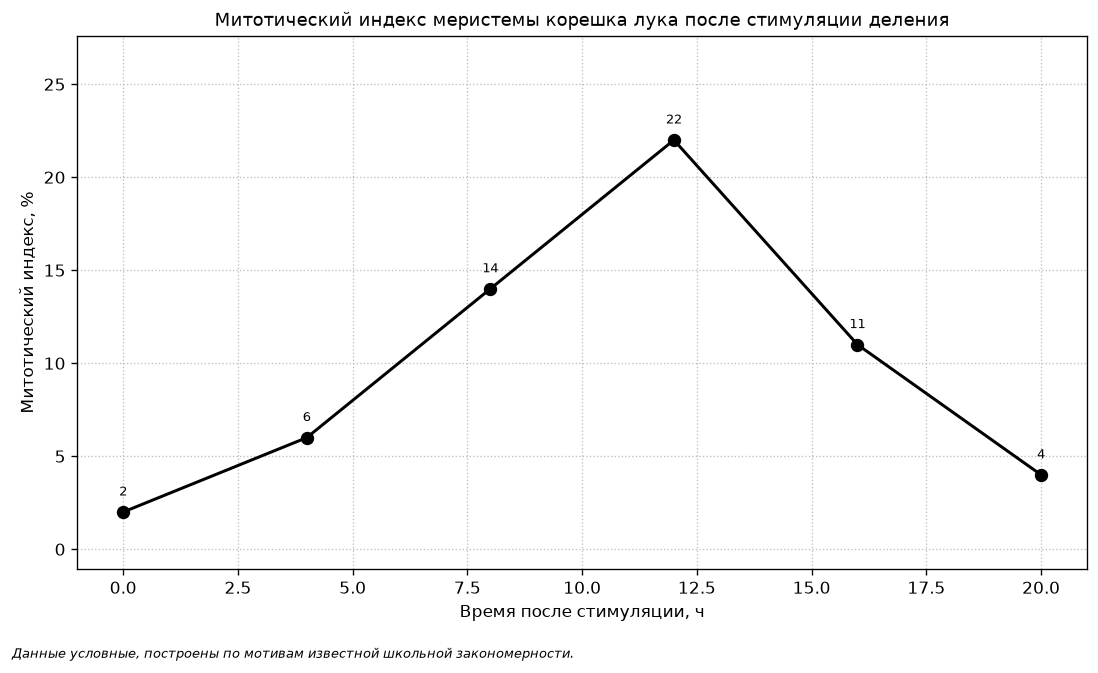 Митотический индекс меристемы корешка лука после стимуляции деления
Митотический индекс, %
25
20
15
10
5
0
2
6
14
22
11
4
0.0 2.5 5.0 7.5 10.0 12.5 15.0 17.5 20.0
Время после стимуляции, ч
Данные условные, построены по мотивам известной школьной закономерности.